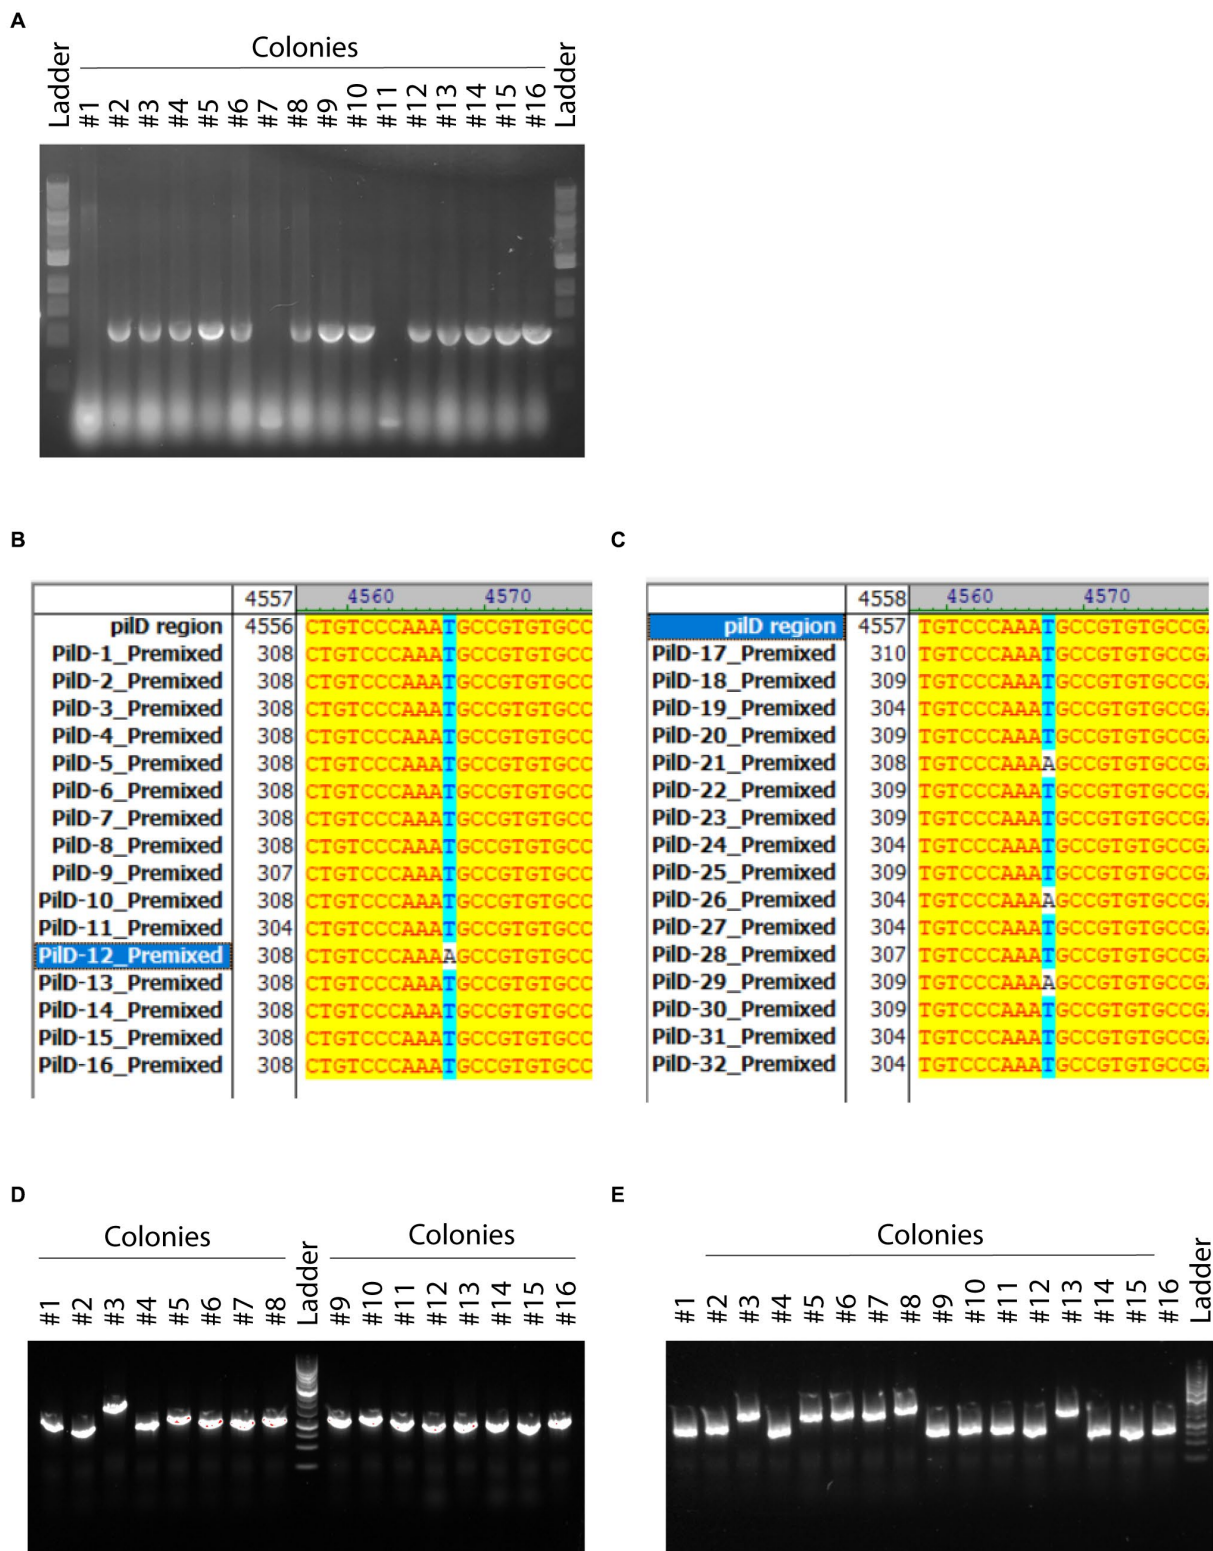 A
Colonies
Ladder #1 #2 #3 #4 #5 #6 #7 #8 #9 #10 #11 #12 #13 #14 #15 #16 Ladder
B
4557 4560 4570
pilD region 4556 CTGTCCCAAATGCCGTGTGCC
PilD-1_Premixed 308 CTGTCCCAAATGCCGTGTGCC
PilD-2_Premixed 308 CTGTCCCAAATGCCGTGTGCC
PilD-3_Premixed 308 CTGTCCCAAATGCCGTGTGCC
PilD-4_Premixed 308 CTGTCCCAAATGCCGTGTGCC
PilD-5_Premixed 308 CTGTCCCAAATGCCGTGTGCC
PilD-6_Premixed 308 CTGTCCCAAATGCCGTGTGCC
PilD-7_Premixed 308 CTGTCCCAAATGCCGTGTGCC
PilD-8_Premixed 308 CTGTCCCAAATGCCGTGTGCC
PilD-9_Premixed 307 CTGTCCCAAATGCCGTGTGCC
PilD-10_Premixed 308 CTGTCCCAAATGCCGTGTGCC
PilD-11_Premixed 304 CTGTCCCAAATGCCGTGTGCC
PilD-12_Premixed 308 CTGTCCCAAAAGCCGTGTGCC
PilD-13_Premixed 308 CTGTCCCAAATGCCGTGTGCC
PilD-14_Premixed 308 CTGTCCCAAATGCCGTGTGCC
PilD-15_Premixed 308 CTGTCCCAAATGCCGTGTGCC
PilD-16_Premixed 308 CTGTCCCAAATGCCGTGTGCC
C
4558 4560 4570
pilD region 4557 TGTCCCAAATGCCGTGTGCCG
PilD-17_Premixed 310 TGTCCCAAATGCCGTGTGCCG
PilD-18_Premixed 309 TGTCCCAAATGCCGTGTGCCG
PilD-19_Premixed 304 TGTCCCAAATGCCGTGTGCCG
PilD-20_Premixed 309 TGTCCCAAATGCCGTGTGCCG
PilD-21_Premixed 308 TGTCCCAAAAGCCGTGTGCCG
PilD-22_Premixed 309 TGTCCCAAATGCCGTGTGCCG
PilD-23_Premixed 309 TGTCCCAAATGCCGTGTGCCG
PilD-24_Premixed 304 TGTCCCAAATGCCGTGTGCCG
PilD-25_Premixed 309 TGTCCCAAATGCCGTGTGCCG
PilD-26_Premixed 304 TGTCCCAAAAGCCGTGTGCCG
PilD-27_Premixed 304 TGTCCCAAATGCCGTGTGCCG
PilD-28_Premixed 307 TGTCCCAAATGCCGTGTGCCG
PilD-29_Premixed 309 TGTCCCAAAAGCCGTGTGCCG
PilD-30_Premixed 309 TGTCCCAAATGCCGTGTGCCG
PilD-31_Premixed 304 TGTCCCAAATGCCGTGTGCCG
PilD-32_Premixed 304 TGTCCCAAATGCCGTGTGCCG
D
Colonies Colonies
#1 #2 #3 #4 #5 #6 #7 #8 Ladder #9 #10 #11 #12 #13 #14 #15 #16
E
Colonies
#1 #2 #3 #4 #5 #6 #7 #8 #9 #10 #11 #12 #13 #14 #15 #16 Ladder